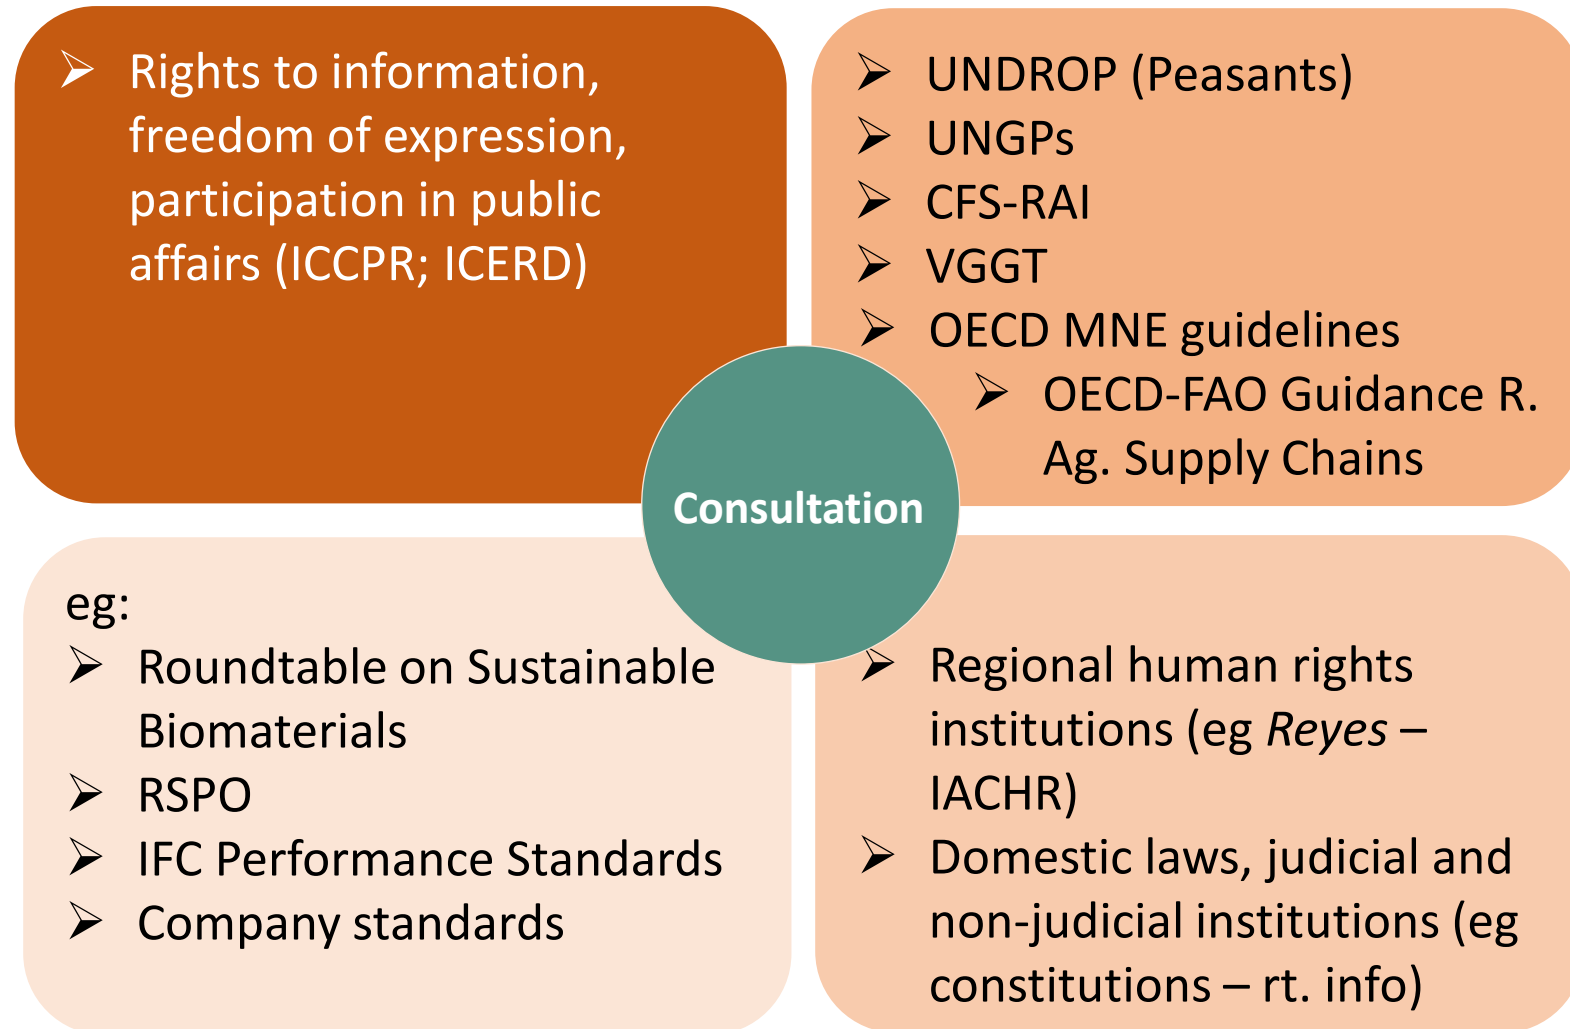 ➢ Rights to information,
freedom of expression,
participation in public
affairs (ICCPR; ICERD)
➢ UNDROP (Peasants)
➢ UNGPs
➢ CFS-RAI
➢ VGGT
➢ OECD MNE guidelines
➢ OECD-FAO Guidance R.
Ag. Supply Chains
Consultation
eg:
➢ Roundtable on Sustainable
Biomaterials
➢ RSPO
➢ IFC Performance Standards
➢ Company standards
➢ Regional human rights
institutions (eg Reyes –
IACHR)
➢ Domestic laws, judicial and
non-judicial institutions (eg
constitutions – rt. info)